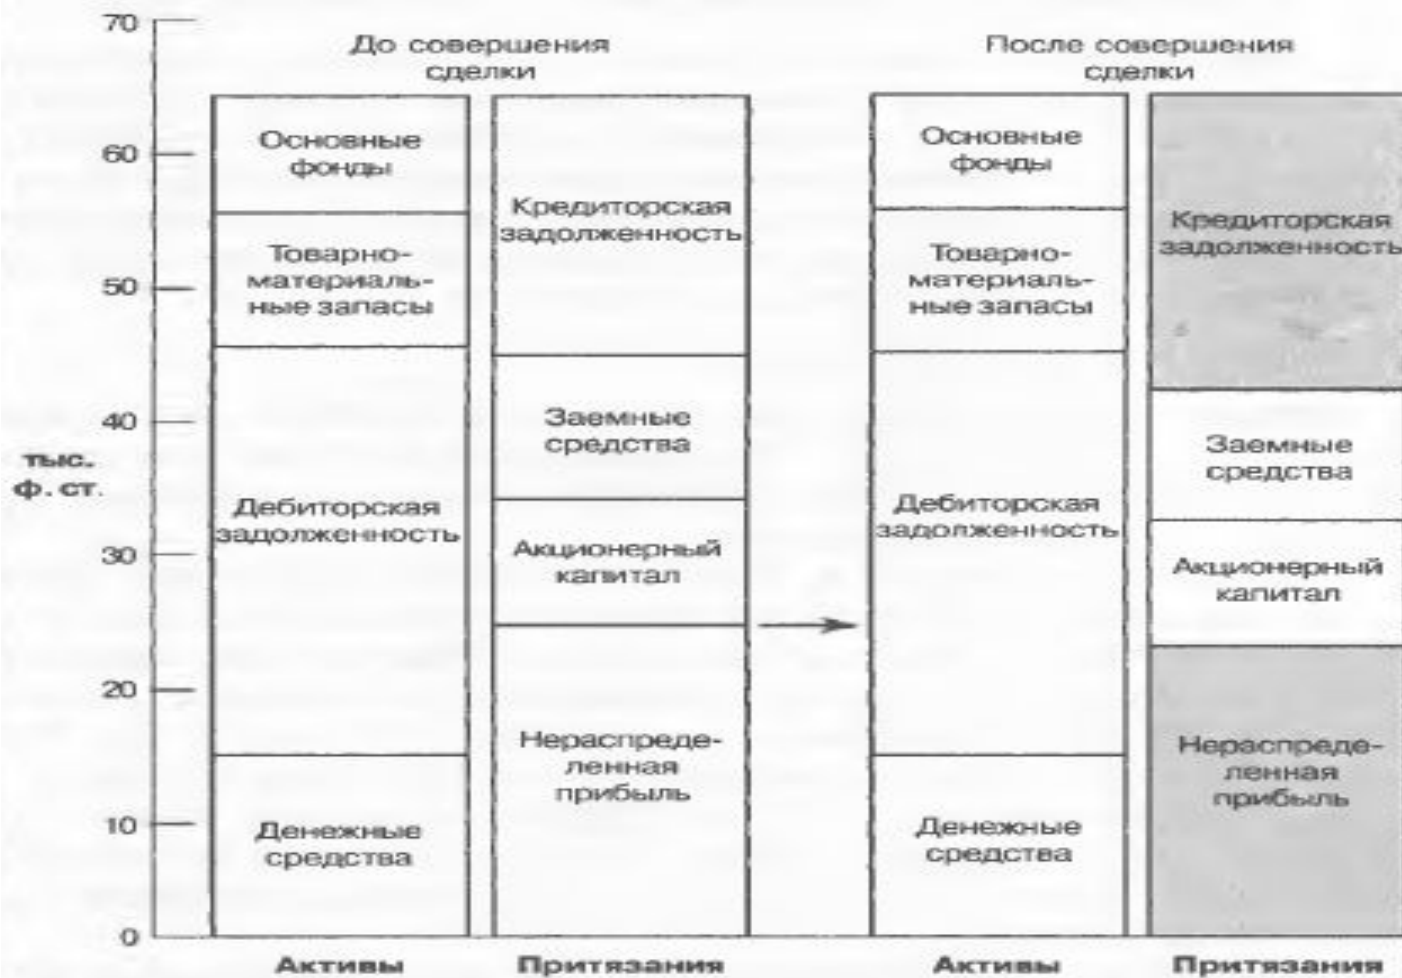 70
60
50
40
тыс.
ф. ст.
30
20
10
0
До совершения
сделки
Основные
фонды
Товарно-
материаль-
ные запасы
Дебиторская
задолженность
Денежные
средства
Активы
Кредиторская
задолженность
Заемные
средства
Акционерный
капитал
Нераспреде-
ленная
прибыль
Притязания
После совершения
сделки
Основные
фонды
Товарно-
материаль-
ные запасы
Дебиторская
задолженность
Денежные
средства
Активы
Кредиторская
задолженность
Заемные
средства
Акционерный
капитал
Нераспреде-
ленная
прибыль
Притязания